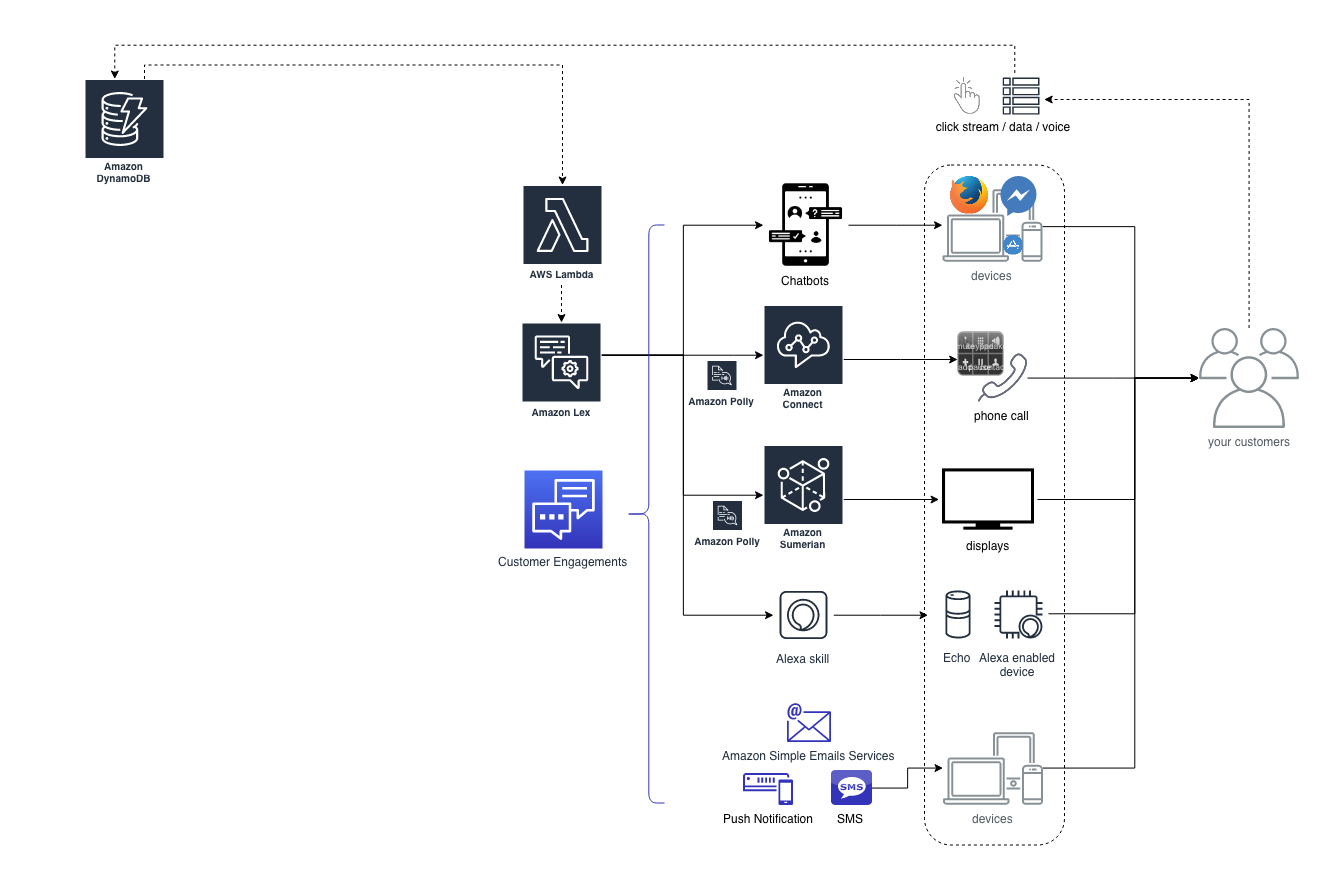 click stream / data / voice
Amazon
DynamoDB
AWS Lambda
devices
Chatbots
Amazon Lex
Amazon Polly
Amazon
Connect
phone call
your customers
Customer Engagements
Amazon Polly
Amazon
Sumerian
displays
Alexa skill
Echo
Alexa enabled
device
@
Amazon Simple Emails Services
SMS
Push Notification
SMS
devices